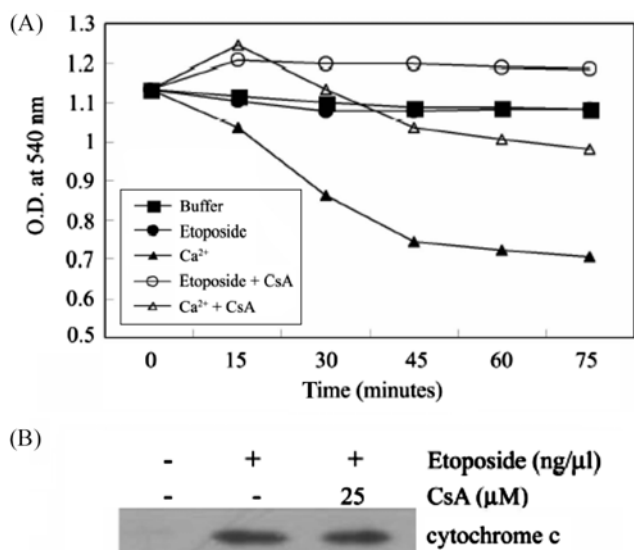 (A)
O.D. at 540 nm
1.3
1.2
1.1
1
0.9
0.8
0.7
0.6
0.5
Buffer
Etoposide
Ca²⁺
Etoposide + CsA
Ca²⁺ + CsA
0 15 30 45 60 75
Time (minutes)
(B)
- + + Etoposide (ng/µl)
- - 25 CsA (µM)
cytochrome c